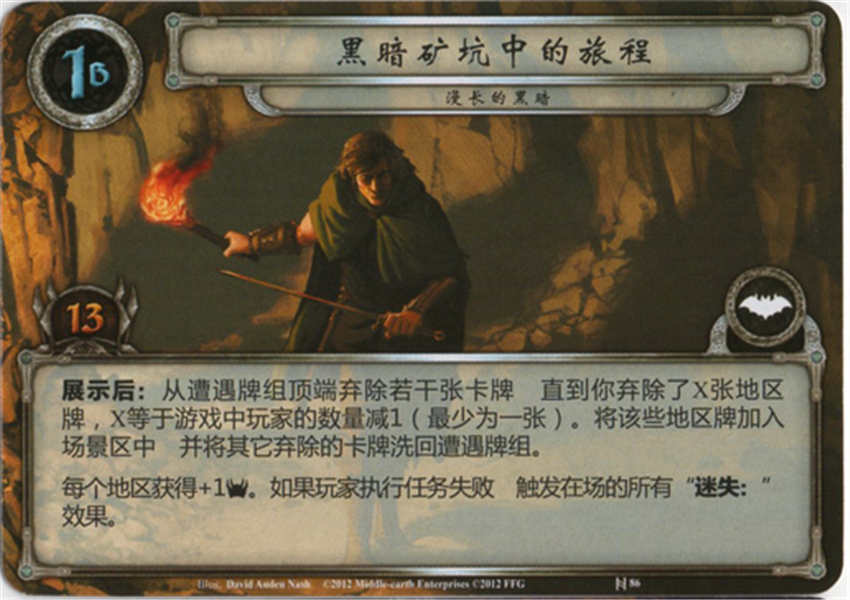 1B
黑暗矿坑中的旅程
漫长的黑暗
13
展示后：从遭遇牌组顶端弃除若干张卡牌 直到你弃除了X张地区
牌，X等于游戏中玩家的数量减1（最少为一张）。将该些地区牌加入
场景区中 并将其它弃除的卡牌洗回遭遇牌组。
每个地区获得+1。如果玩家执行任务失败 触发在场的所有“迷失：”
效果。
Illus. David Auden Nash ©2012 Middle-earth Enterprises ©2012 FFG 86